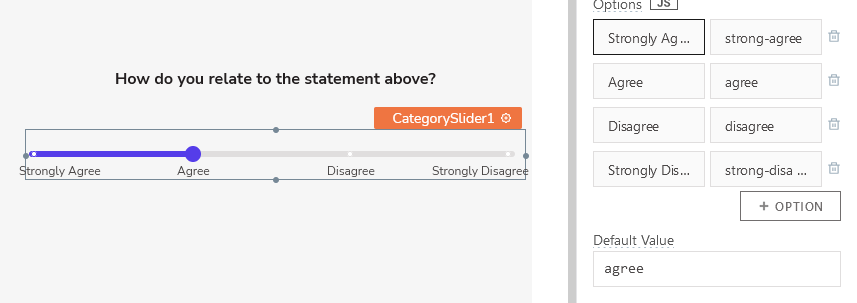 Options JS
Strongly Ag... strong-agree
How do you relate to the statement above?
Agree agree
CategorySlider1
Disagree disagree
Strongly Agree Agree Disagree Strongly Disagree
Strongly Dis... strong-disa ...
+ OPTION
Default Value
agree